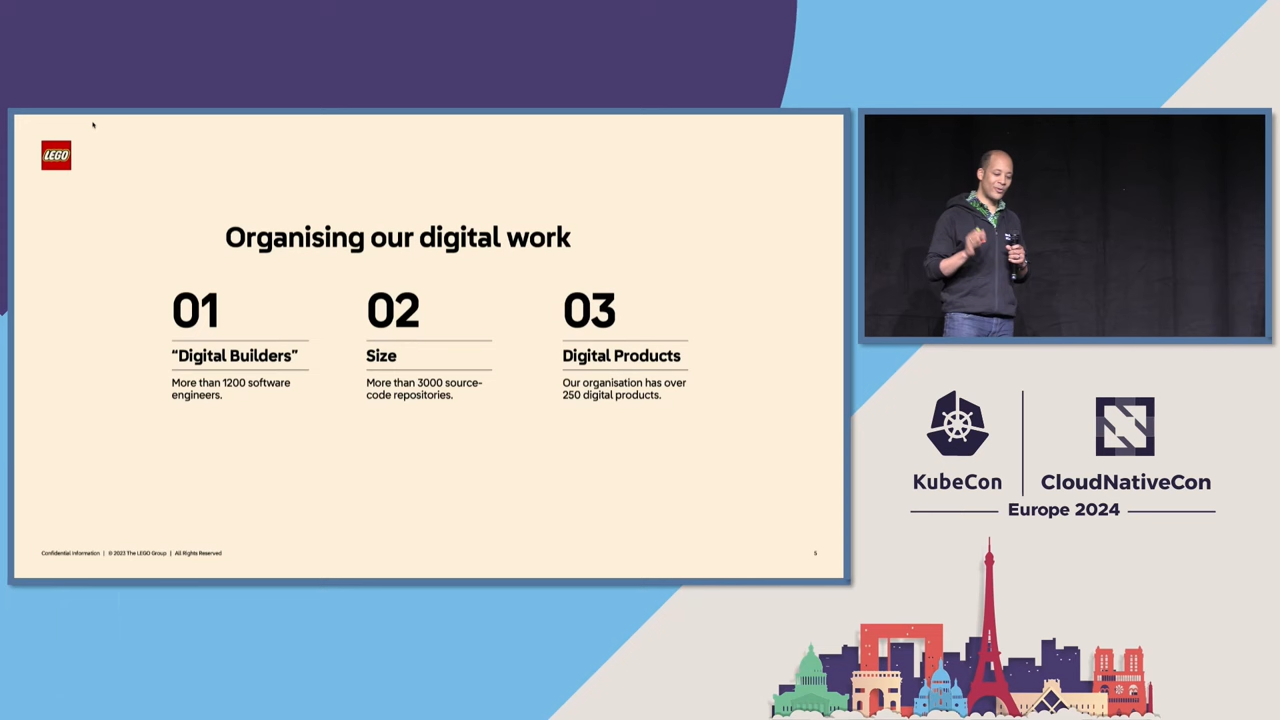 LEGO
Organising our digital work
01
“Digital Builders”
More than 1200 software
engineers.
02
Size
More than 3000 source-
code repositories.
03
Digital Products
Our organisation has over
250 digital products.
Confidential Information | © 2023 The LEGO Group | All Rights Reserved
5
KubeCon
CloudNativeCon
Europe 2024